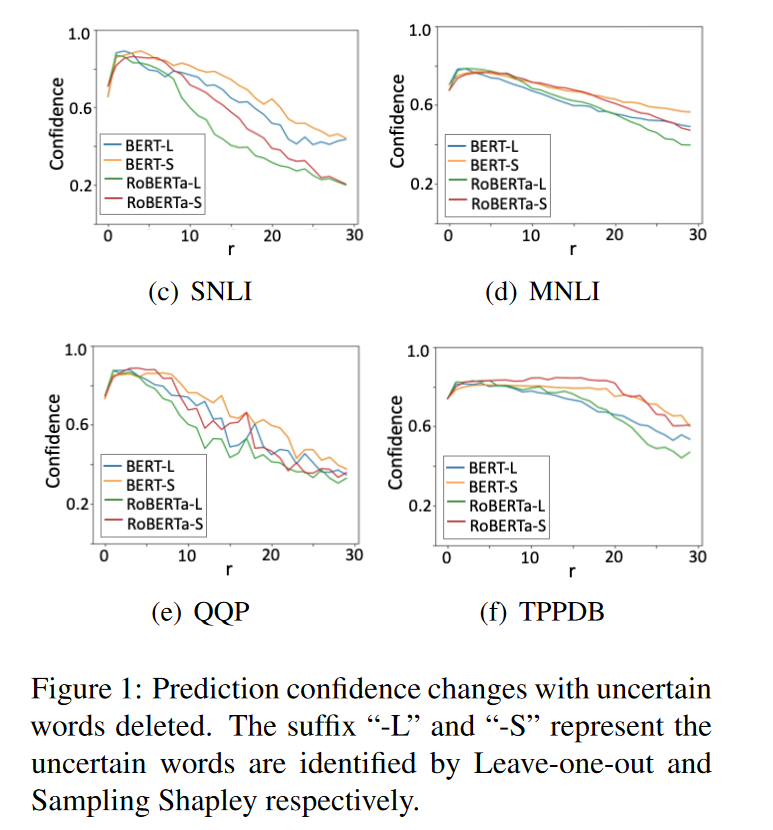 1.0
0.6
0.2
Confidence
BERT-L
BERT-S
RoBERTa-L
RoBERTa-S
0 10 20 30
r
(c) SNLI
1.0
0.6
0.2
Confidence
BERT-L
BERT-S
RoBERTa-L
RoBERTa-S
0 10 20 30
r
(d) MNLI
1.0
0.6
0.2
Confidence
BERT-L
BERT-S
RoBERTa-L
RoBERTa-S
0 10 20 30
r
(e) QQP
1.0
0.6
0.2
Confidence
BERT-L
BERT-S
RoBERTa-L
RoBERTa-S
0 10 20 30
r
(f) TPPDB
Figure 1: Prediction confidence changes with uncertain
words deleted. The suffix “-L” and “-S” represent the
uncertain words are identified by Leave-one-out and
Sampling Shapley respectively.